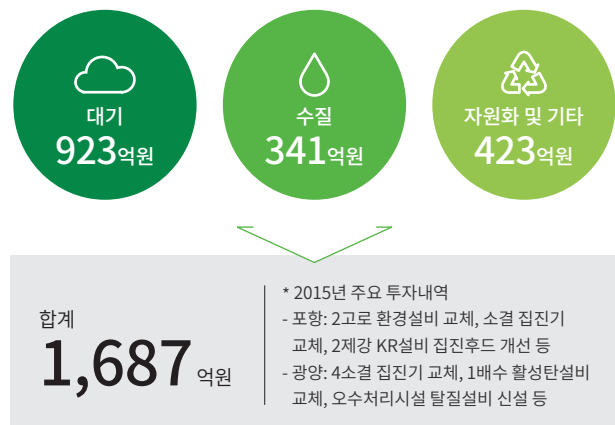 대기
923억원
수질
341억원
자원화 및 기타
423억원
합계
1,687 억원
* 2015년 주요 투자내역
- 포항: 2고로 환경설비 교체, 소결 집진기
교체, 2제강 KR설비 집진후드 개선 등
- 광양: 4소결 집진기 교체, 1배수 활성탄설비
교체, 오수처리시설 탈질설비 신설 등